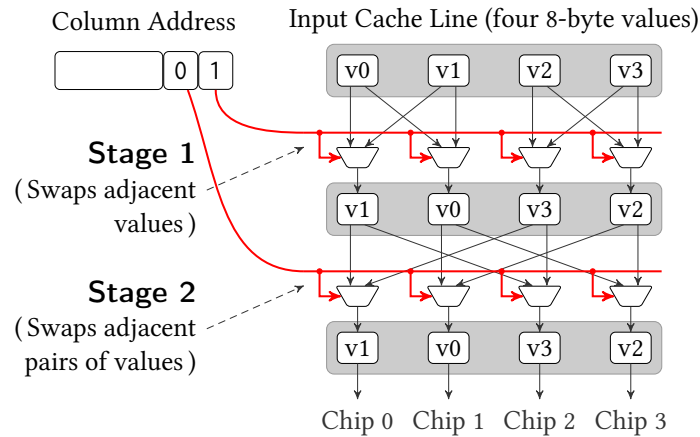 Column Address
Input Cache Line (four 8-byte values)
0 1
v0 v1 v2 v3
Stage 1
(Swaps adjacent
values)
v1 v0 v3 v2
Stage 2
(Swaps adjacent
pairs of values)
v1 v0 v3 v2
Chip 0 Chip 1 Chip 2 Chip 3